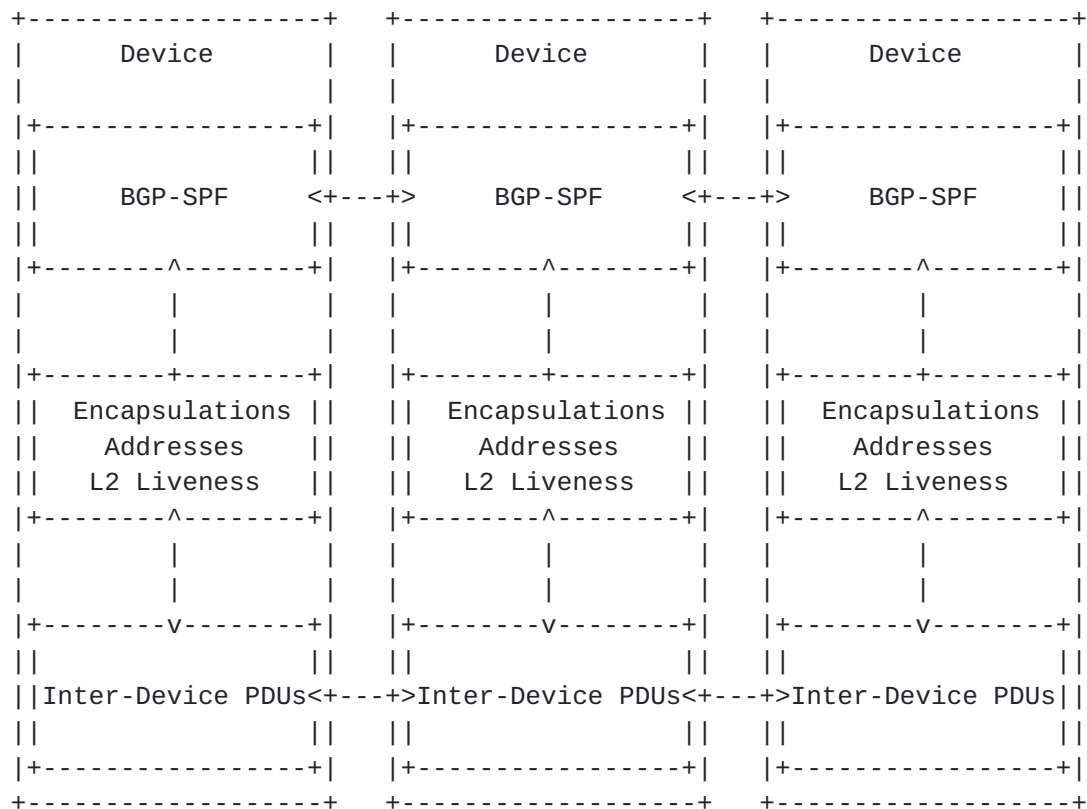 Device Device Device
BGP-SPF BGP-SPF BGP-SPF
Encapsulations Encapsulations Encapsulations
Addresses Addresses Addresses
L2 Liveness L2 Liveness L2 Liveness
Inter-Device PDUs Inter-Device PDUs Inter-Device PDUs